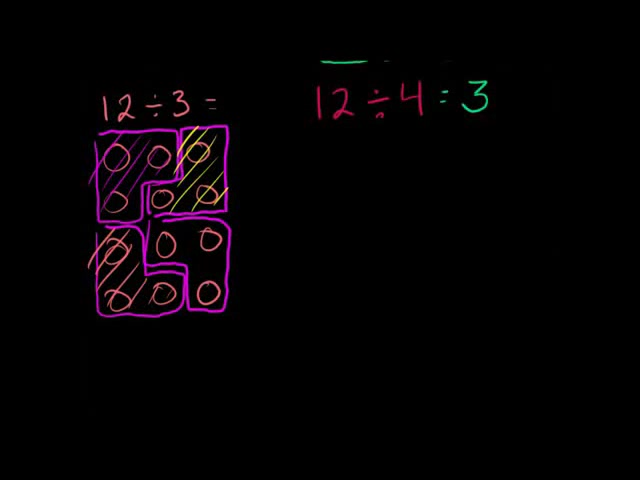 12 ÷ 3 =
12 ÷ 4 = 3